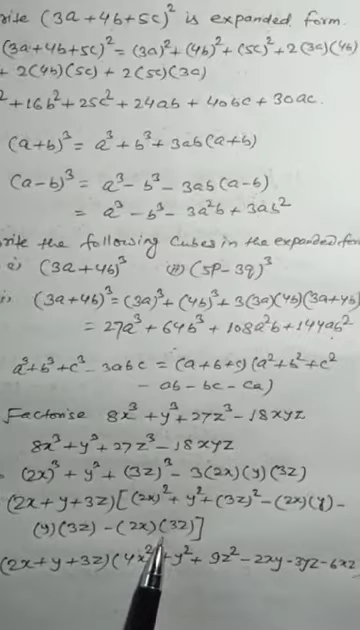 rite (3a+4b+5c)² is expanded form.
(3a+4b+5c)² = (3a)²+(4b)²+(5c)²+2(3a)(4b)
+ 2(4b)(5c) + 2(5c)(3a)
²+16b²+25c²+24ab+40bc+30ac.
(a+b)³ = a³+b³+3ab(a+b)
(a-b)³ = a³-b³-3ab(a-b)
= a³-b³-3a²b+3ab²
rite the following Cubes in the expanded for
i) (3a+4b)³ ii) (5p-3q)³
i) (3a+4b)³=(3a)³+(4b)³+3(3a)(4b)(3a+4b)
= 27a³+64b³+108a²b+144ab²
a³+b³+c³-3abc = (a+b+c)(a²+b²+c²
-ab-bc-ca)
Factorise 8x³+y³+27z³-18xyz
8x³+y³+27z³-18xyz
(2x)³+y³+(3z)³-3(2x)(y)(3z)
(2x+y+3z)[(2x)²+y²+(3z)²-(2x)(y)-
(y)(3z)-(2x)(3z)]
(2x+y+3z)(4x²+y²+9z²-2xy-3yz-6xz